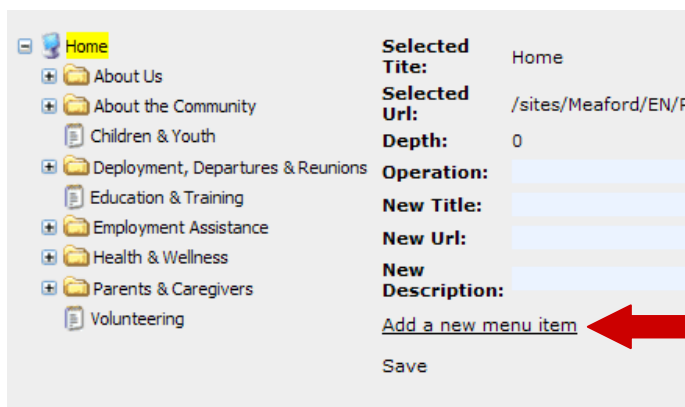 Home
About Us
About the Community
Children & Youth
Deployment, Departures & Reunions
Education & Training
Employment Assistance
Health & Wellness
Parents & Caregivers
Volunteering
Selected
Tite:
Home
Selected
Url:
/sites/Meaford/EN/
Depth:
0
Operation:
New Title:
New Url:
New
Description:
Add a new menu item
Save